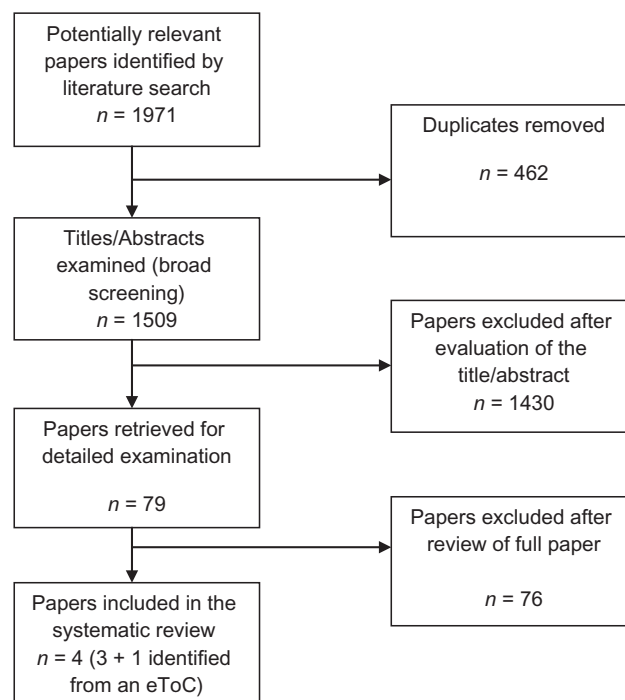 Potentially relevant
papers identified by
literature search
n = 1971
Duplicates removed
n = 462
Titles/Abstracts
examined (broad
screening)
n = 1509
Papers excluded after
evaluation of the
title/abstract
n = 1430
Papers retrieved for
detailed examination
n = 79
Papers excluded after
review of full paper
n = 76
Papers included in the
systematic review
n = 4 (3 + 1 identified
from an eToC)